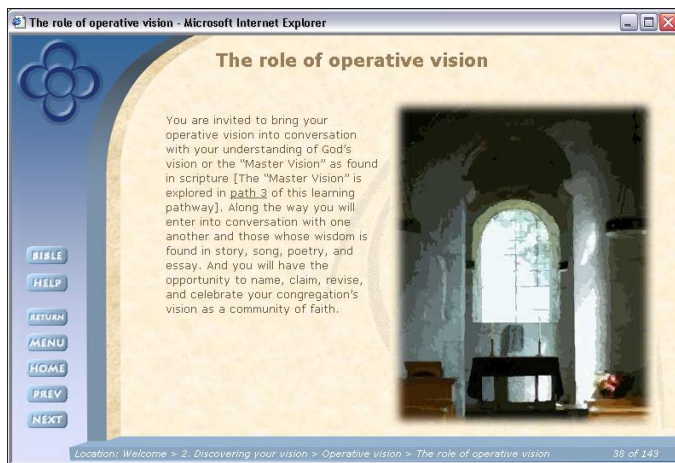 The role of operative vision - Microsoft Internet Explorer
The role of operative vision
You are invited to bring your
operative vision into conversation
with your understanding of God's
vision or the "Master Vision" as found
in scripture [The "Master Vision" is
explored in path 3 of this learning
pathway]. Along the way you will
enter into conversation with one
another and those whose wisdom is
found in story, song, poetry, and
essay. And you will have the
opportunity to name, claim, revise,
and celebrate your congregation's
vision as a community of faith.
BIBLE
HELP
RETURN
MENU
HOME
PREV
NEXT
Location: Welcome > 2. Discovering your vision > Operative vision > The role of operative vision 38 of 143